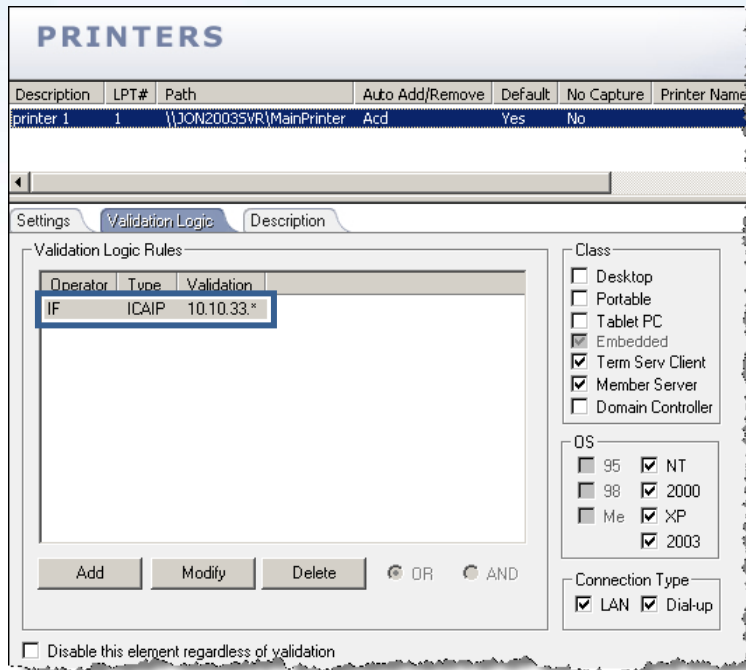 PRINTERS
Description LPT# Path Auto Add/Remove Default No Capture Printer Name
printer 1 1 \\JON2003SVR\MainPrinter Acd Yes No
Settings Validation Logic Description
Validation Logic Rules
Operator Type Validation
IF ICAIP 10.10.33.*
Add Modify Delete OR AND
Class
Desktop
Portable
Tablet PC
Embedded
Term Serv Client
Member Server
Domain Controller
OS
95 NT
98 2000
Me XP
2003
Connection Type
LAN Dial-up
Disable this element regardless of validation